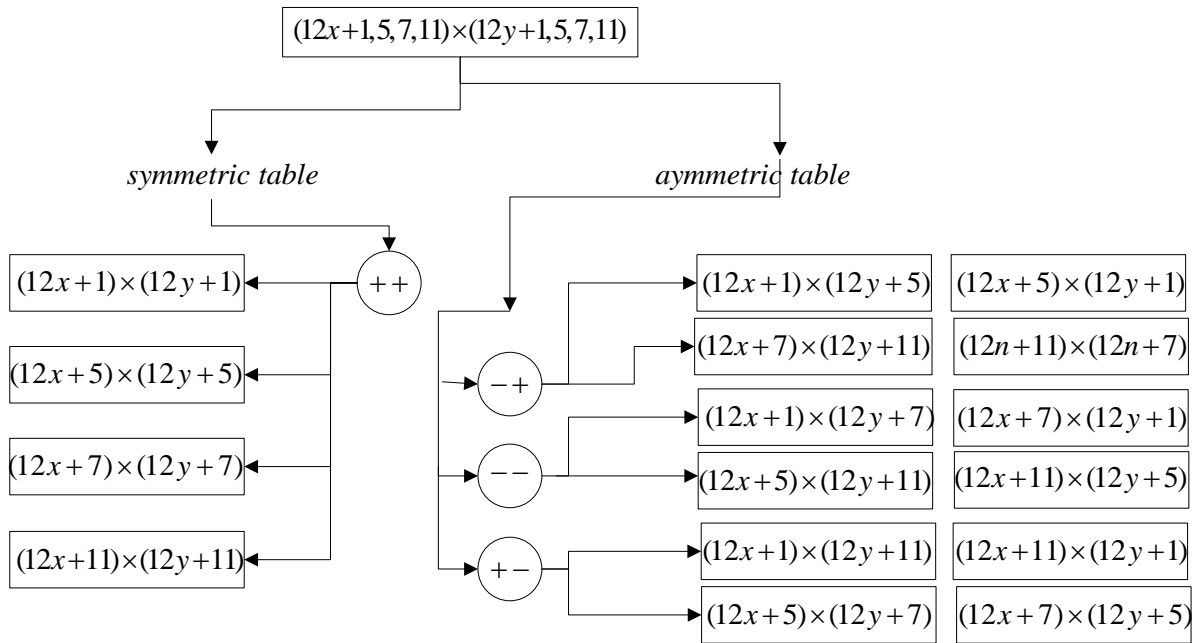 (12x+1,5,7,11)×(12y+1,5,7,11)
symmetric table
aymmetric table
++
(12x+1)×(12y+1)
(12x+5)×(12y+5)
(12x+7)×(12y+7)
(12x+11)×(12y+11)
−+
(12x+1)×(12y+5) (12x+5)×(12y+1)
(12x+7)×(12y+11) (12n+11)×(12n+7)
−−
(12x+1)×(12y+7) (12x+7)×(12y+1)
(12x+5)×(12y+11) (12x+11)×(12y+5)
+−
(12x+1)×(12y+11) (12x+11)×(12y+1)
(12x+5)×(12y+7) (12x+7)×(12y+5)